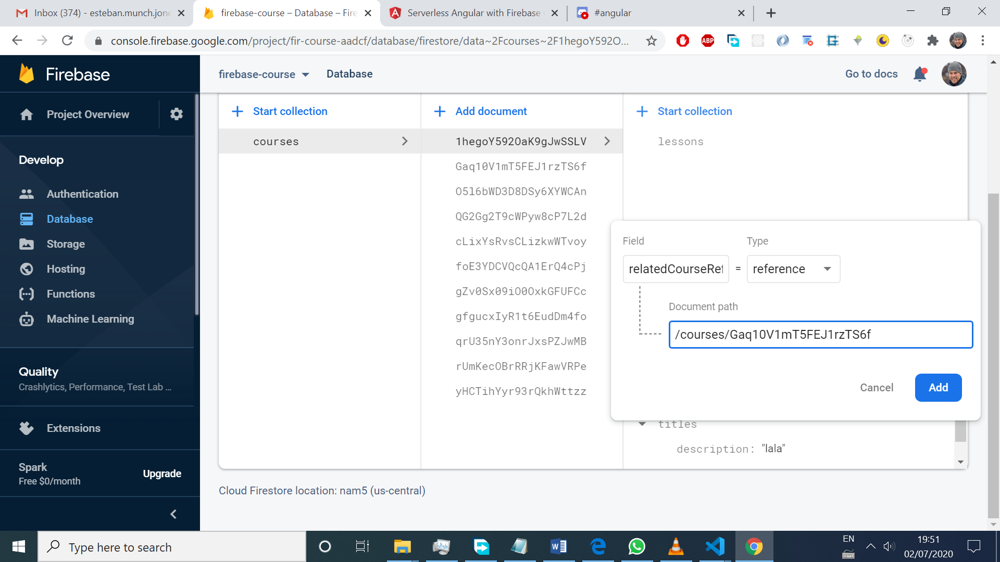 Inbox (374) - esteban.munch.jone
firebase-course – Database – Fire
Serverless Angular with Firebase
#angular
console.firebase.google.com/project/fir-course-aadcf/database/firestore/data~2Fcourses~2F1hegoY592O...
ABP
Firebase
firebase-course
Database
Go to docs
Project Overview
Develop
Authentication
Database
Storage
Hosting
Functions
Machine Learning
Quality
Crashlytics, Performance, Test Lab ...
Extensions
Spark
Free $0/month
Upgrade
+ Start collection
courses
+ Add document
1hegoY592OaK9gJwSSLV
Gaq10V1mT5FEJ1rzTS6f
O5l6bWD3D8DSy6XYWCAn
QG2Gg2T9cWPyw8cP7L2d
cLixYsRvsCLizkwWTvoy
foE3YDCVQcQA1ErQ4cPj
gZv0Sx09iO0OxkGFUFCc
gfgucxIyR1t6EudDm4fo
qrU35nY3onrJxsPZJwMB
rUmKecOBrRRjKFawVRPe
yHCTihYyr93rQkhWttzz
+ Start collection
lessons
Field
Type
relatedCourseRef
=
reference
Document path
/courses/Gaq10V1mT5FEJ1rzTS6f
Cancel
Add
titles
description: "lala"
Cloud Firestore location: nam5 (us-central)
Type here to search
EN
19:51
02/07/2020